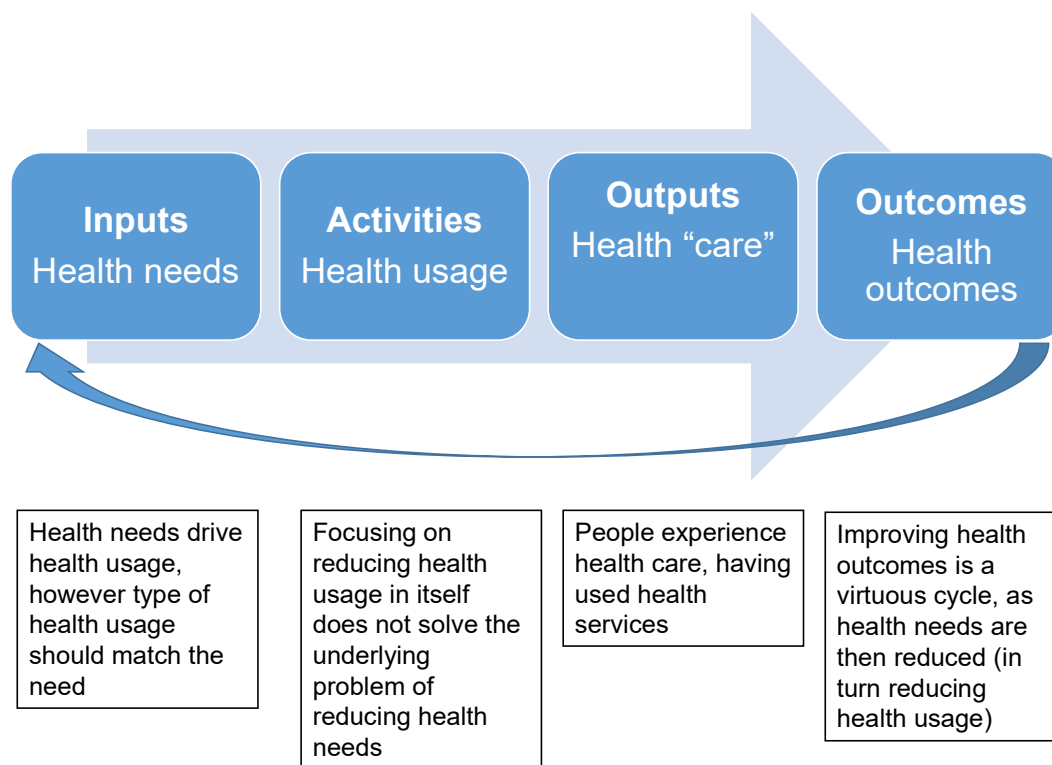 Inputs
Health needs
Activities
Health usage
Outputs
Health “care”
Outcomes
Health
outcomes
Health needs drive
health usage,
however type of
health usage
should match the
need
Focusing on
reducing health
usage in itself
does not solve the
underlying
problem of
reducing health
needs
People experience
health care, having
used health
services
Improving health
outcomes is a
virtuous cycle, as
health needs are
then reduced (in
turn reducing
health usage)